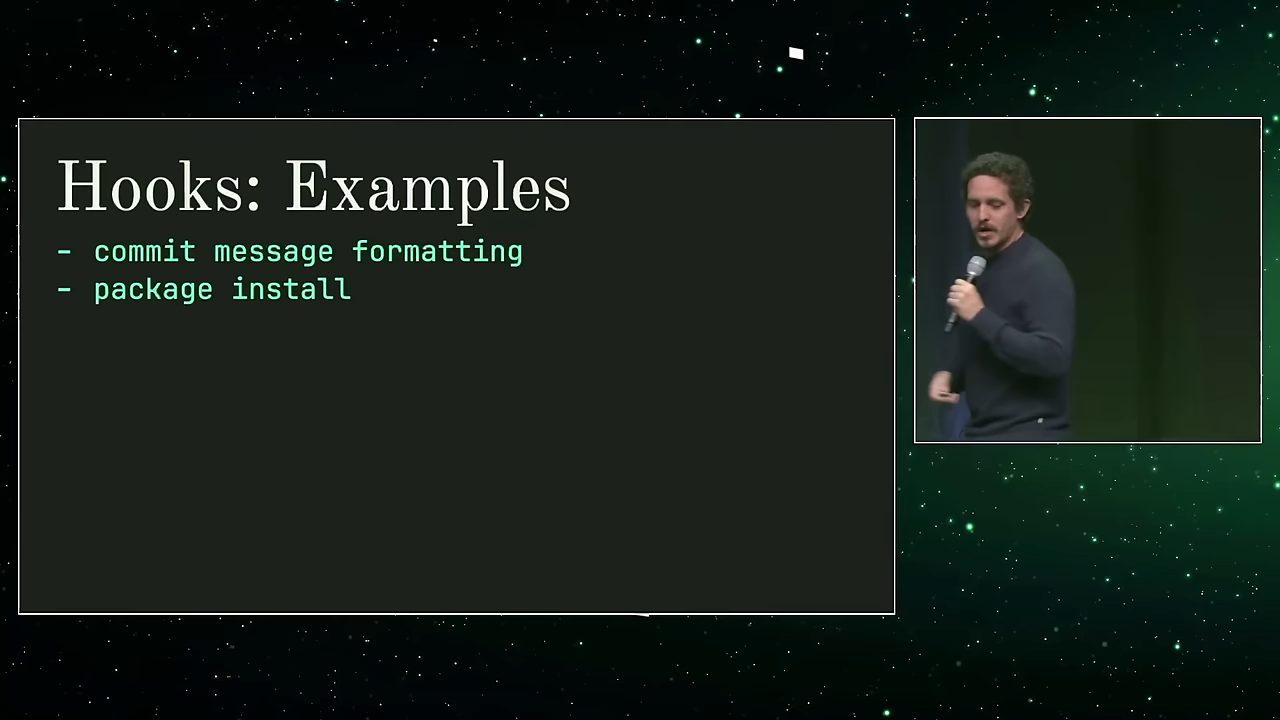 Hooks: Examples
- commit message formatting
- package install